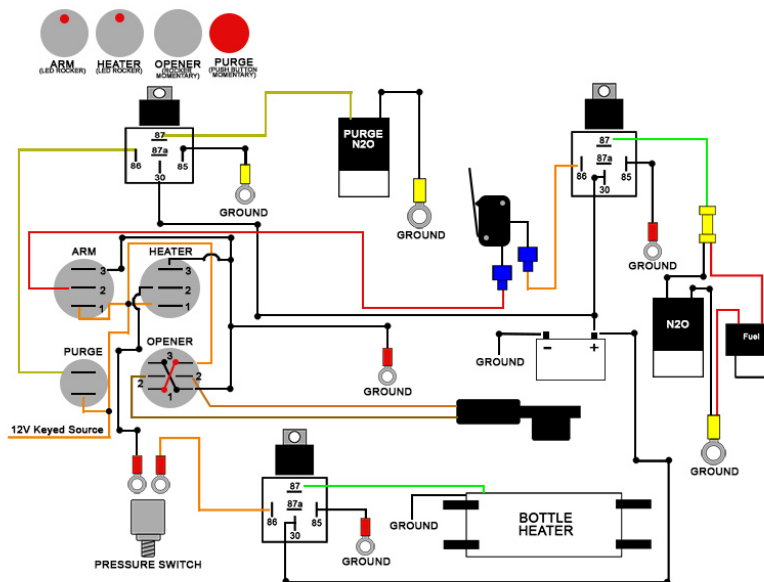 ARM
(LED ROCKER)
HEATER
(LED ROCKER)
OPENER
(ROCKER
MOMENTARY)
PURGE
(PUSH BUTTON
MOMENTARY)
87
87a
86
85
30
GROUND
PURGE
N2O
GROUND
87
87a
86
85
30
GROUND
ARM
3
2
1
HEATER
3
2
1
PURGE
OPENER
3
2
2
1
12V Keyed Source
GROUND
GROUND
-
+
N2O
Fuel
GROUND
PRESSURE SWITCH
87
87a
86
85
30
GROUND
GROUND
BOTTLE
HEATER